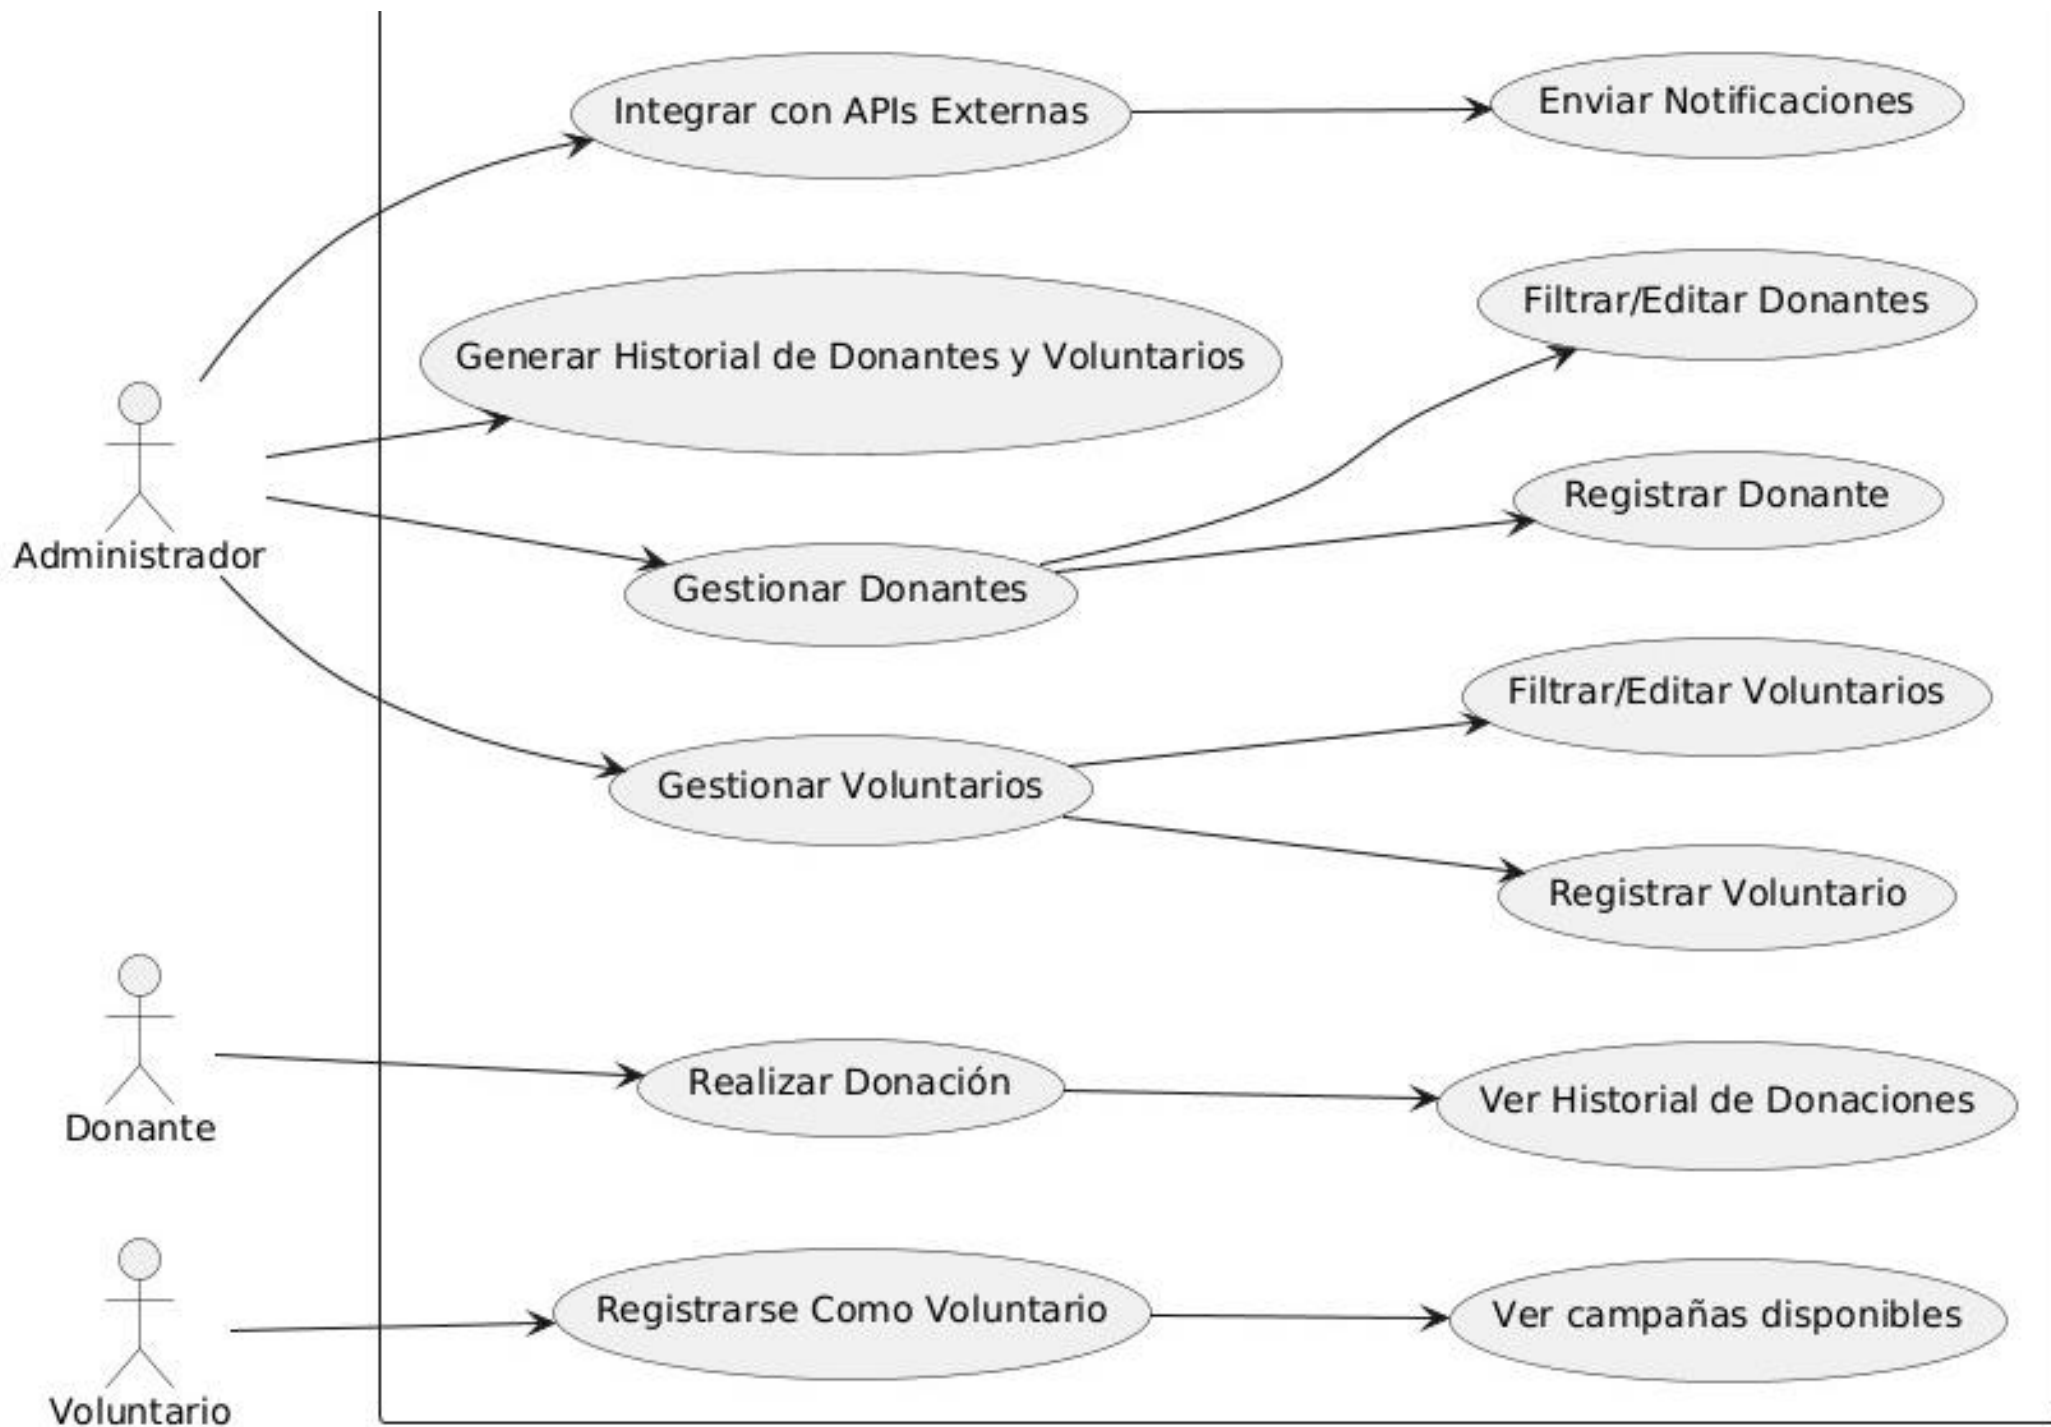 Integrar con APIs Externas
Enviar Notificaciones
Filtrar/Editar Donantes
Generar Historial de Donantes y Voluntarios
Registrar Donante
Administrador
Gestionar Donantes
Filtrar/Editar Voluntarios
Gestionar Voluntarios
Registrar Voluntario
Realizar Donación
Ver Historial de Donaciones
Donante
Registrarse Como Voluntario
Ver campañas disponibles
Voluntario